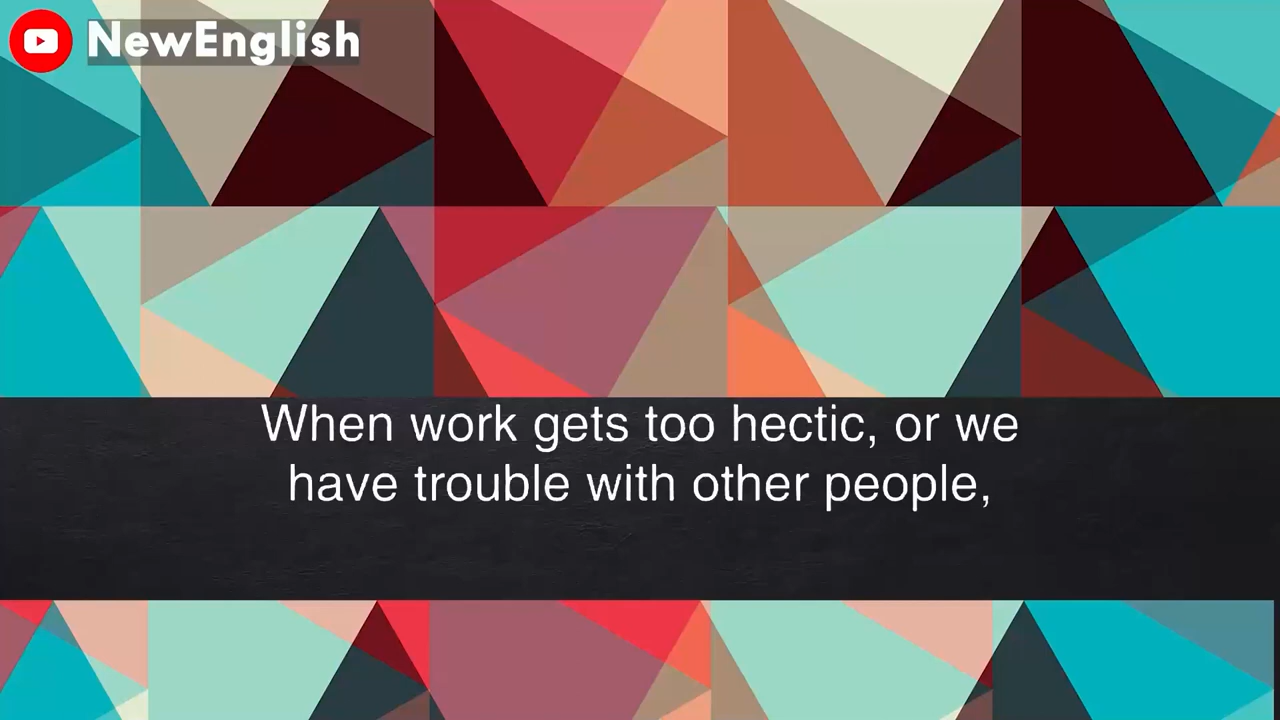 NewEnglish
When work gets too hectic, or we
have trouble with other people,